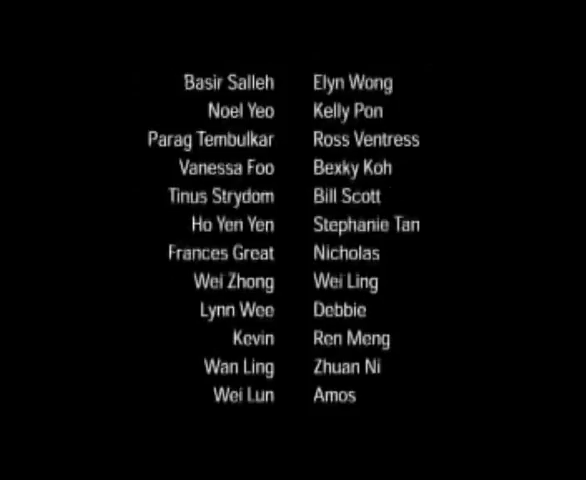 Basir Salleh Elyn Wong
Noel Yeo Kelly Pon
Parag Tembulkar Ross Ventress
Vanessa Foo Bexky Koh
Tinus Strydom Bill Scott
Ho Yen Yen Stephanie Tan
Frances Great Nicholas
Wei Zhong Wei Ling
Lynn Wee Debbie
Kevin Ren Meng
Wan Ling Zhuan Ni
Wei Lun Amos